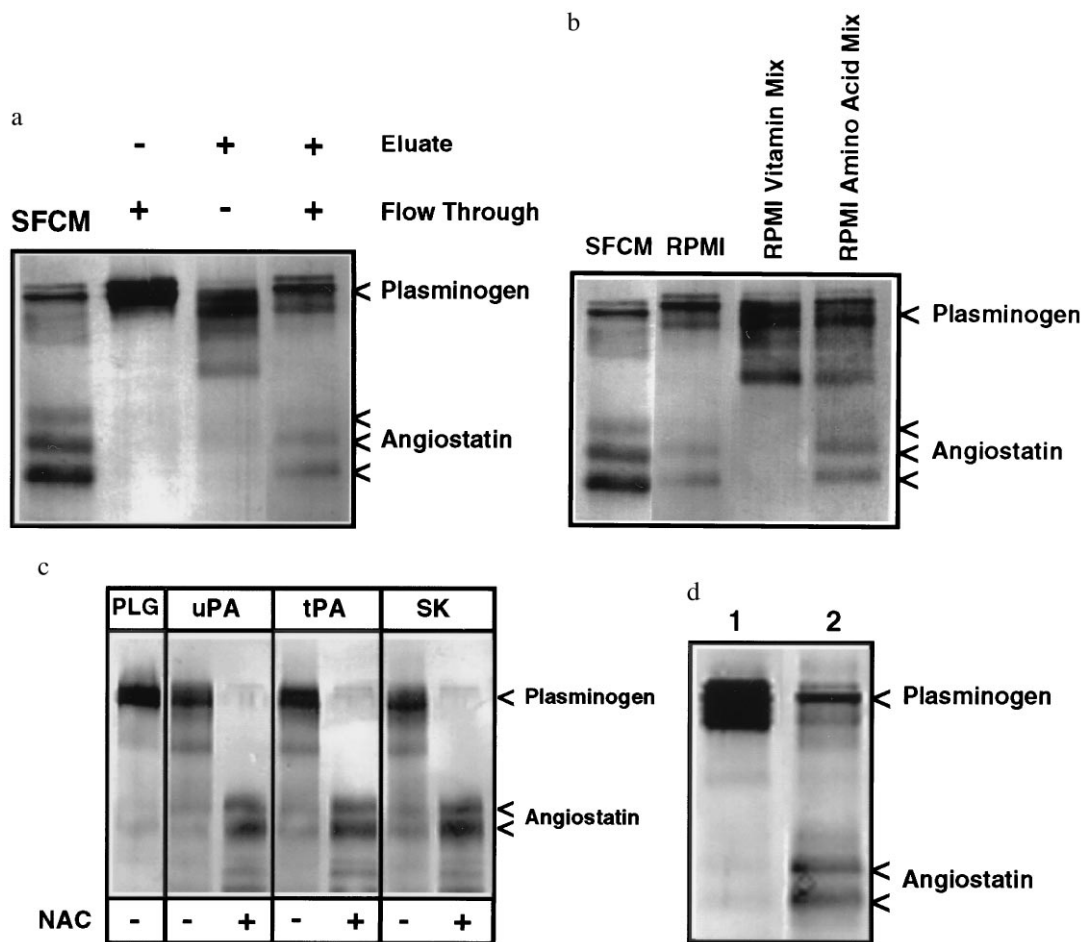 a
- + + Eluate
SFCM + - + Flow Through
< Plasminogen
<
< Angiostatin
<
b
SFCM RPMI RPMI Vitamin Mix RPMI Amino Acid Mix
< Plasminogen
<
< Angiostatin
<
c
PLG uPA tPA SK
< Plasminogen
<
Angiostatin
<
NAC - - + - + - +
d
1 2
< Plasminogen
<
Angiostatin
<